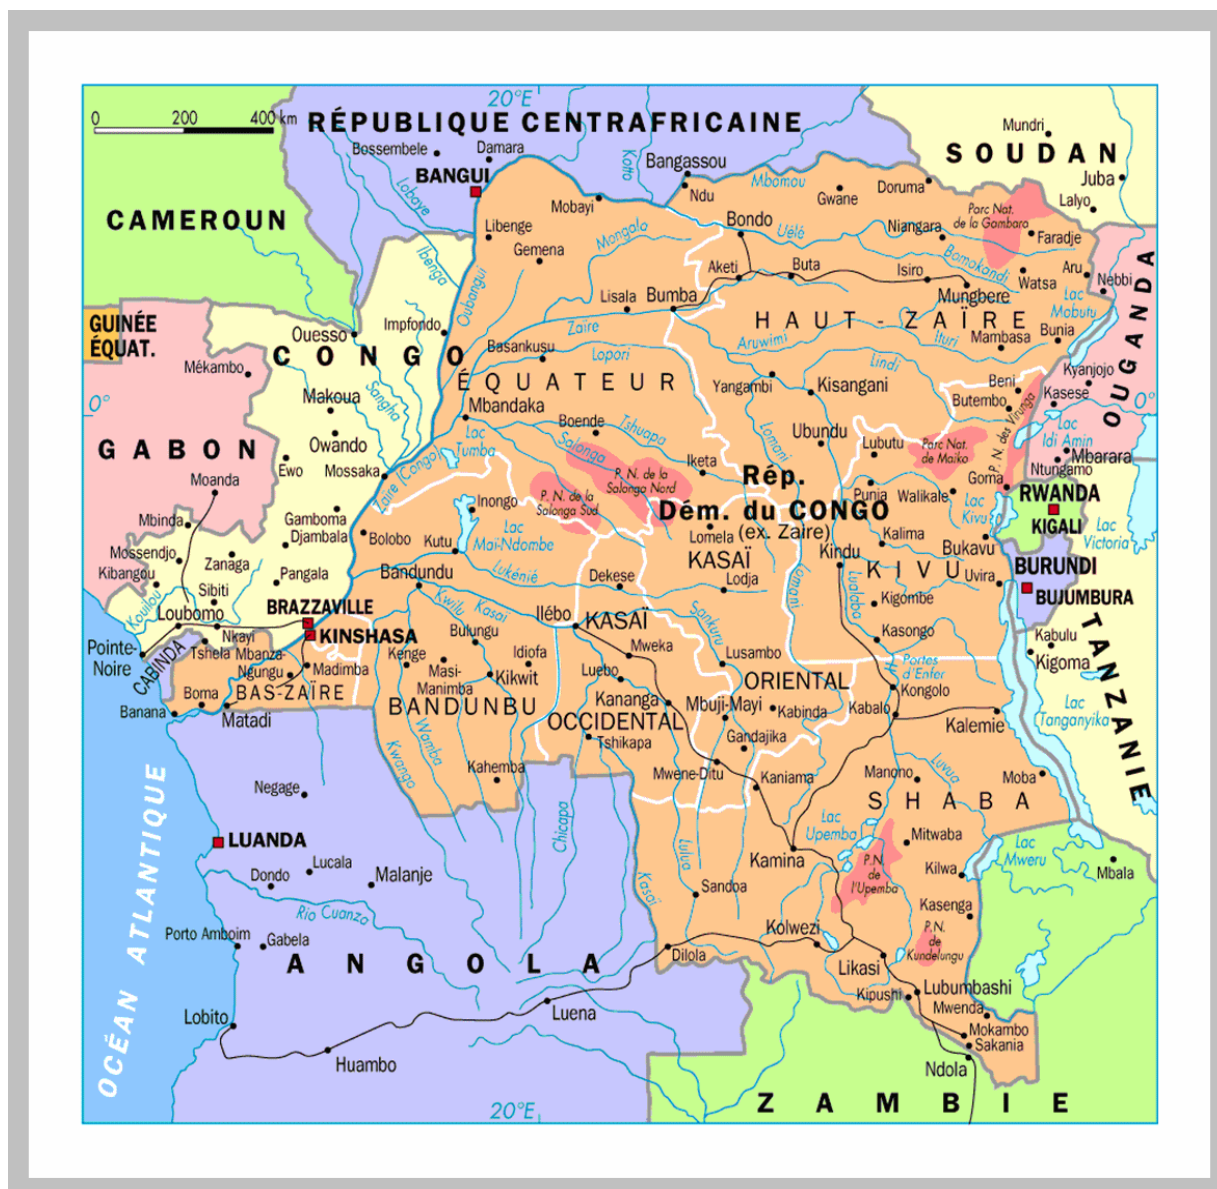 0 200 400 km
20°E
RÉPUBLIQUE CENTRAFRICAINE
Bossembele
Damara
BANGUI
Lobaye
Kotto
Bangassou
Ndu
Mbomou
Gwane
Doruma
SOUDAN
Mundri
Juba
Lalyo
CAMEROUN
Mobayi
Libenge
Gemena
Mongala
Bondo
Uélé
Niangara
Parc Nat.
de la Gambara
Faradje
Bomokandi
Watsa
Aru
Nebbi
Ibenga
Oubangui
Aketi
Buta
Isiro
Mungbere
Lac
Mobutu
OUGANDA
GUINÉE
ÉQUAT.
Ouesso
Impfondo
Lisala
Bumba
Zaïre
HAUT-ZAÏRE
Aruwimi
Ituri
Mambasa
Bunia
CONGO
Basankusu
Lopori
Lindi
Kyanjojo
Mékambo
ÉQUATEUR
Yangambi
Kisangani
Beni
Butembo
Kasese
0°
0°
Makoua
Sangha
Mbandaka
Boende
Tshuapa
Lomani
Ubundu
Lubutu
Parc Nat.
de Maiko
P.N. des Virunga
Lac
Idi Amin
Mbarara
Ntungamo
GABON
Owando
Ewo
Mossaka
Zaïre (Congo)
Lac
Tumba
Salonga
Iketa
P. N. de la
Salonga Nord
P. N. de la
Salonga Sud
Rép.
Dém. du CONGO
(ex. Zaire)
Punia
Walikale
Goma
Lac
Kivu
RWANDA
KIGALI
Lac
Victoria
Moanda
Mbinda
Gamboma
Djambala
Bolobo
Inongo
Lac
Maï-Ndombe
Kutu
Lomela
KASAÏ
Kindu
Kalima
Bukavu
KIVU
Uvira
BURUNDI
BUJUMBURA
Mossendjo
Kibangou
Zanaga
Sibiti
Pangala
Bandundu
Lukénié
Dekese
Lodja
Lomani
Lualaba
Kigombe
Kouilou
Loubomo
BRAZZAVILLE
KINSHASA
Kwilu
Kasai
Ilébo
KASAÏ
Sankuru
Kasongo
Kabulu
Kigoma
TANZANIE
Pointe-
Noire
CABINDA
Nkayi
Tshela
Mbanza-
Ngungu
Madimba
Kenge
Bulungu
Masi-
Manimba
Idiofa
Kikwit
Mweka
Luebo
Lusambo
Portes
d'Enfer
Kongolo
Banana
Boma
Matadi
BAS-ZAÏRE
BANDUNBU
Kananga
OCCIDENTAL
Tshikapa
ORIENTAL
Mbuji-Mayi
Kabinda
Gandajika
Kabalo
Kalemie
Lac
Tanganyika
Kwango
Wamba
Kahemba
Mwene-Ditu
Kaniama
Manono
Luvua
Moba
SHABA
OCÉAN ATLANTIQUE
Negage
LUANDA
Chicapa
Lulua
Lac
Upemba
Mitwaba
Lac
Mweru
Mbala
Lucala
Dondo
Malanje
Kamina
P.N.
de
l'Upemba
Kilwa
Kasaï
Sandoa
Kasenga
Río Cuanza
Porto Amboim
Gabela
ANGOLA
Dilola
Kolwezi
P.N.
de
Kundelungu
Likasi
Kipushi
Lubumbashi
Mwenda
Lobito
Luena
Mokambo
Sakania
Huambo
Ndola
20°E
ZAMBIE